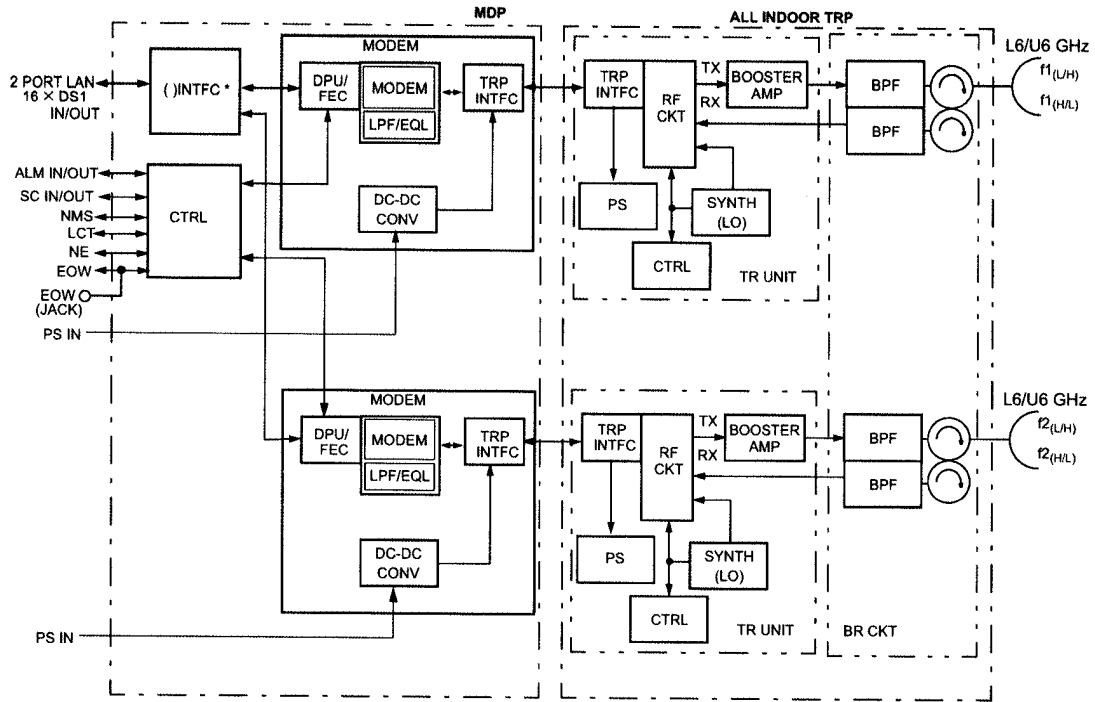 MDP
ALL INDOOR TRP
MODEM
2 PORT LAN
16 × DS1
IN/OUT
( )INTFC *
DPU/
FEC
MODEM
LPF/EQL
TRP
INTFC
DC-DC
CONV
TRP
INTFC
RF
CKT
TX
RX
BOOSTER
AMP
PS
SYNTH
(LO)
CTRL
TR UNIT
BPF
BPF
L6/U6 GHz
f1(L/H)
f1(H/L)
ALM IN/OUT
SC IN/OUT
NMS
LCT
NE
EOW
EOW
(JACK)
CTRL
PS IN
MODEM
DPU/
FEC
MODEM
LPF/EQL
TRP
INTFC
DC-DC
CONV
PS IN
TRP
INTFC
RF
CKT
TX
RX
BOOSTER
AMP
PS
SYNTH
(LO)
CTRL
TR UNIT
BPF
BPF
BR CKT
L6/U6 GHz
f2(L/H)
f2(H/L)